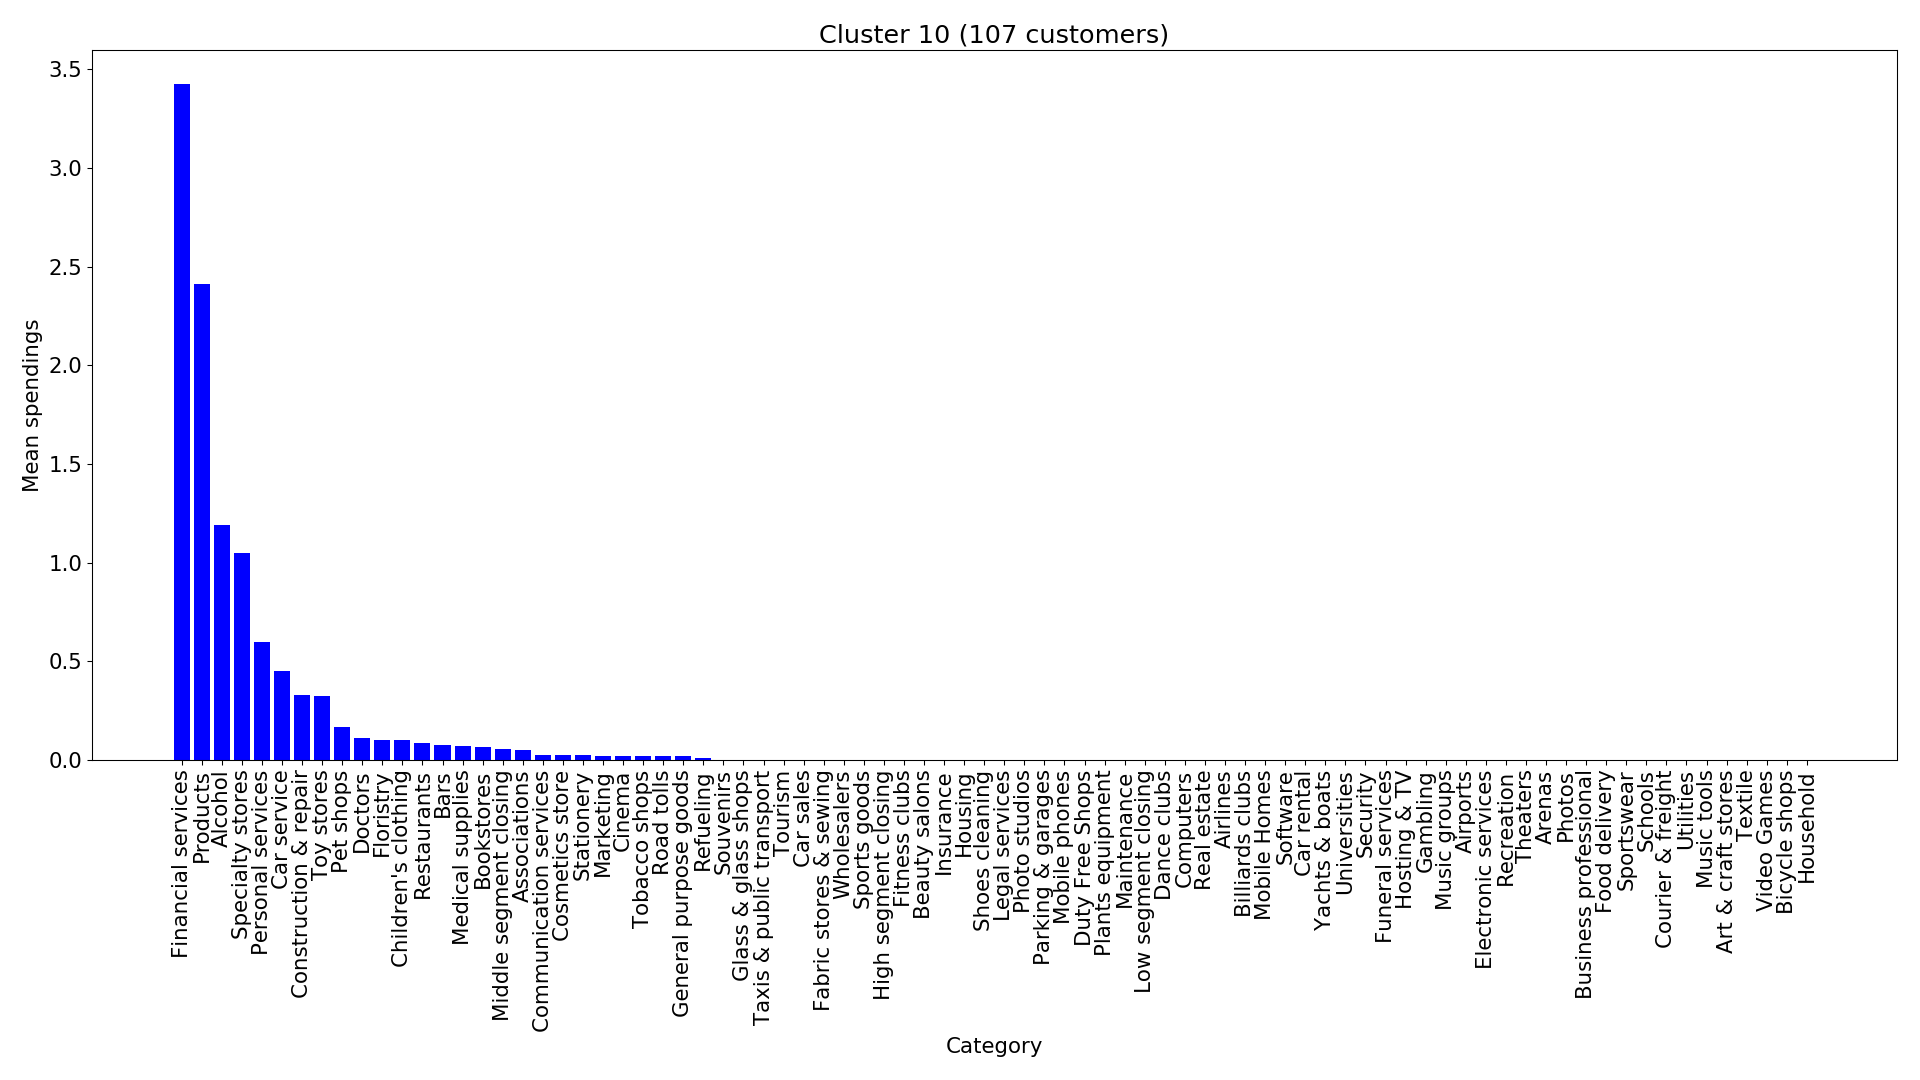 Cluster 10 (107 customers)
Mean spendings
3.5
3.0
2.5
2.0
1.5
1.0
0.5
0.0
Financial services
Products
Alcohol
Specialty stores
Personal services
Car service
Construction & repair
Toy stores
Pet shops
Doctors
Floristry
Children's clothing
Restaurants
Bars
Medical supplies
Bookstores
Middle segment closing
Associations
Communication services
Cosmetics store
Stationery
Marketing
Cinema
Tobacco shops
Road tolls
General purpose goods
Refueling
Souvenirs
Glass & glass shops
Taxis & public transport
Tourism
Car sales
Fabric stores & sewing
Wholesalers
Sports goods
High segment closing
Fitness clubs
Beauty salons
Insurance
Housing
Shoes cleaning
Legal services
Photo studios
Parking & garages
Mobile phones
Duty Free Shops
Plants equipment
Maintenance
Low segment closing
Dance clubs
Computers
Real estate
Airlines
Billiards clubs
Mobile Homes
Software
Car rental
Yachts & boats
Universities
Security
Funeral services
Hosting & TV
Gambling
Music groups
Airports
Electronic services
Recreation
Theaters
Arenas
Photos
Business professional
Food delivery
Sportswear
Schools
Courier & freight
Utilities
Music tools
Art & craft stores
Textile
Video Games
Bicycle shops
Household
Category